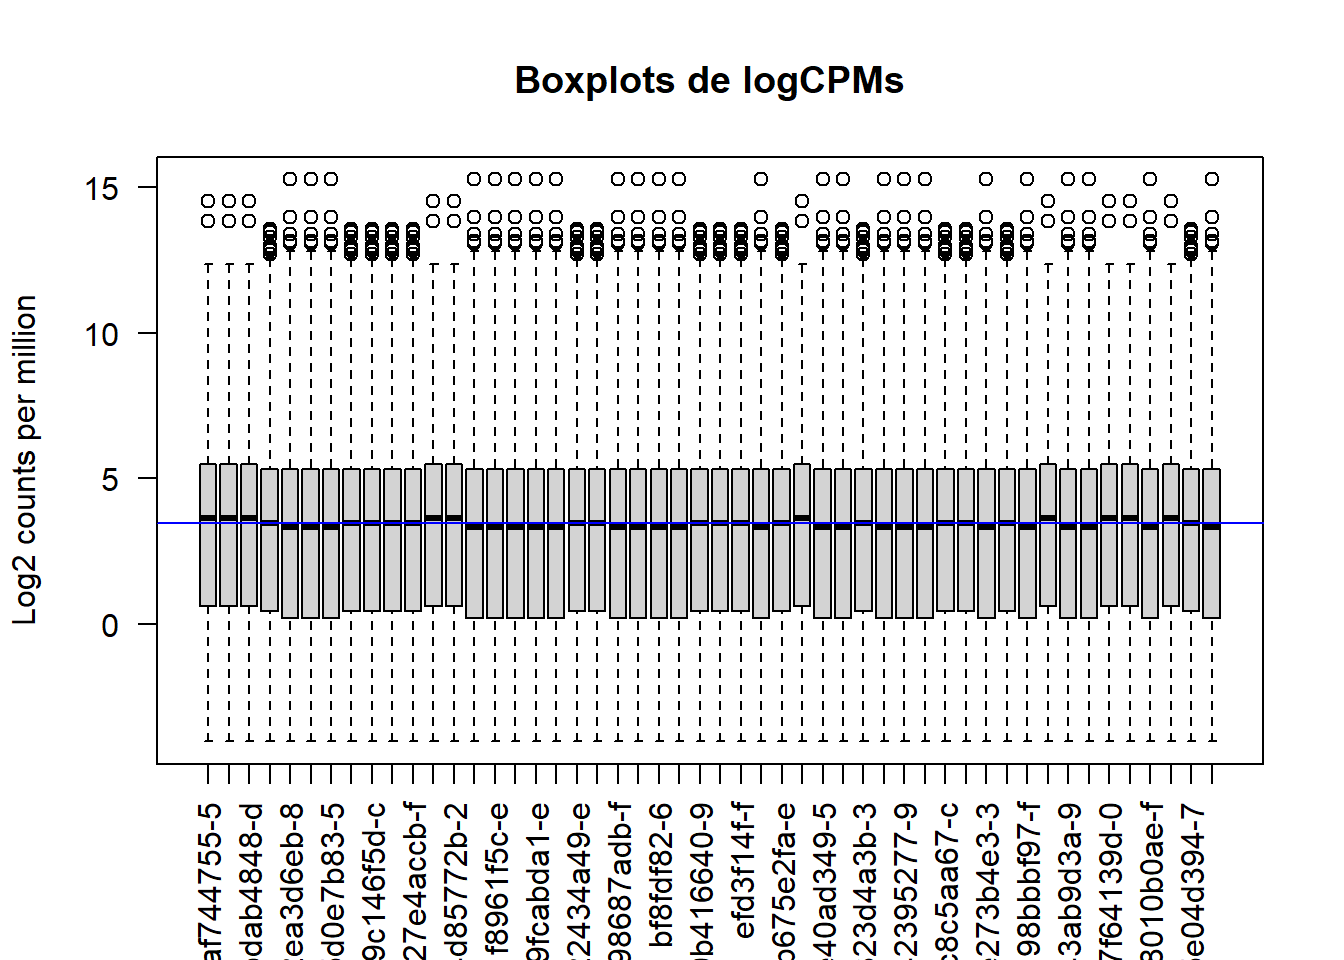 Boxplots de logCPMs
Log2 counts per million
15
10
5
0
af744755-5
dab4848-d
ea3d6eb-8
d0e7b83-5
9c146f5d-c
27e4accb-f
d85772b-2
f8961f5c-e
9fcabda1-e
2434a49-e
98687adb-f
bf8fdf82-6
b416640-9
efd3f14f-f
675e2fa-e
40ad349-5
23d4a3b-3
2395277-9
c8c5aa67-c
273b4e3-3
98bbbf97-f
3ab9d3a-9
7f64139d-0
3010b0ae-f
e04d394-7